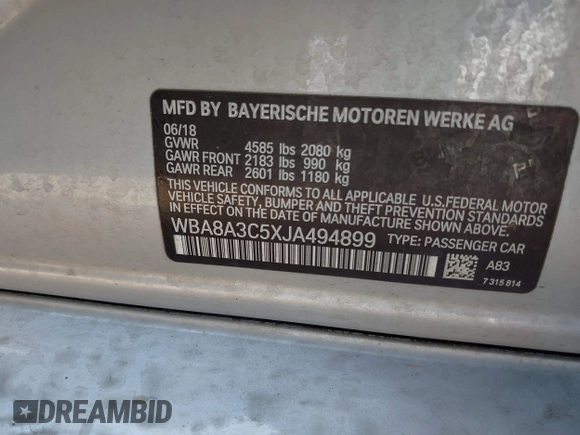 MFD BY BAYERISCHE MOTOREN WERKE AG
06/18
GVWR 4585 lbs 2080 kg
GAWR FRONT 2183 lbs 990 kg
GAWR REAR 2601 lbs 1180 kg
THIS VEHICLE CONFORMS TO ALL APPLICABLE U.S.FEDERAL MOTOR
VEHICLE SAFETY, BUMPER AND THEFT PREVENTION STANDARDS
IN EFFECT ON THE DATE OF MANUFACTURE SHOWN ABOVE.
WBA8A3C5XJA494899 TYPE: PASSENGER CAR
A83
7 315 814
DREAMBID